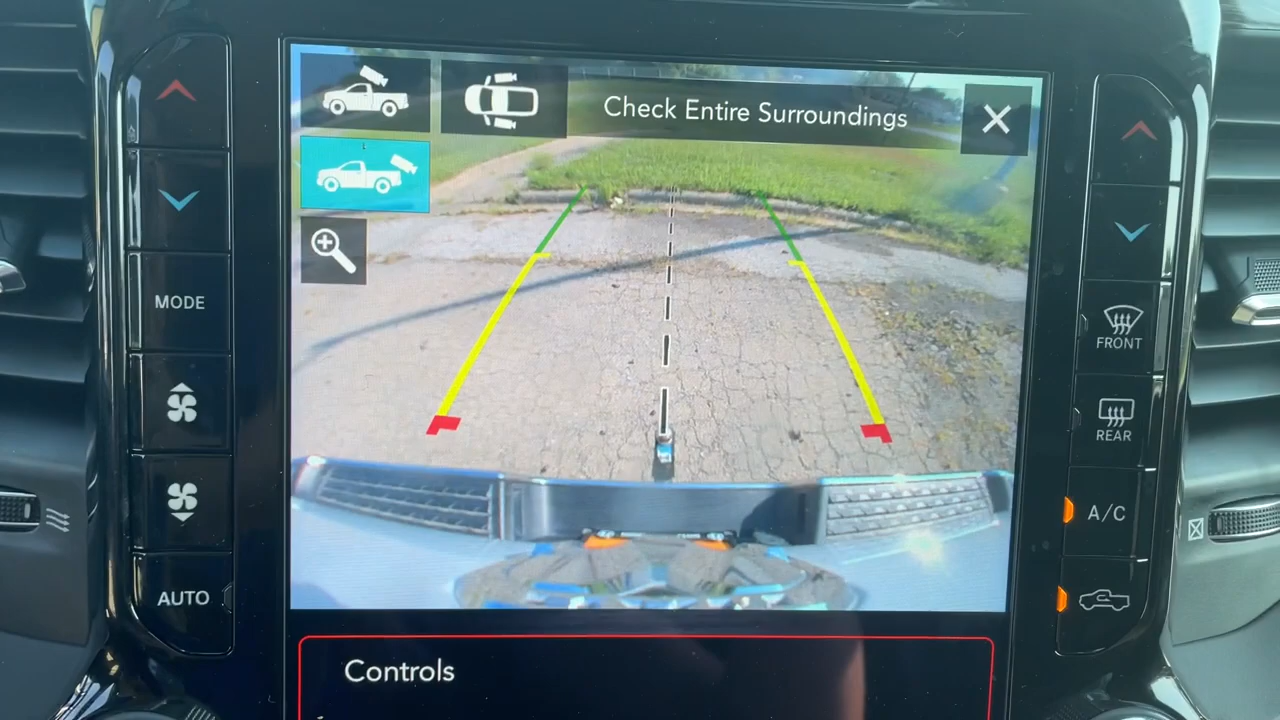 Check Entire Surroundings
MODE
AUTO
FRONT
REAR
A/C
Controls